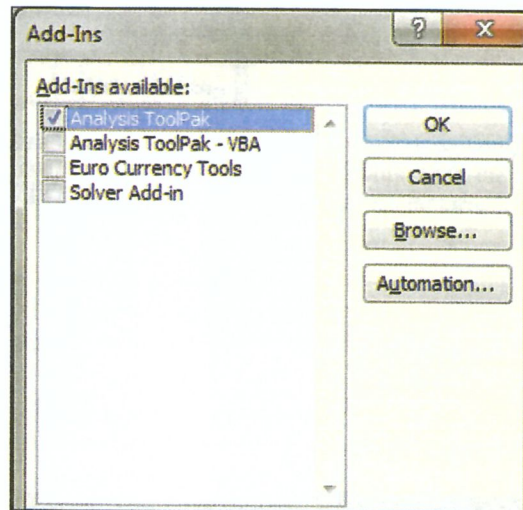 Add-Ins
Add-Ins available:
Analysis ToolPak
Analysis ToolPak - VBA
Euro Currency Tools
Solver Add-in
OK
Cancel
Browse...
Automation...